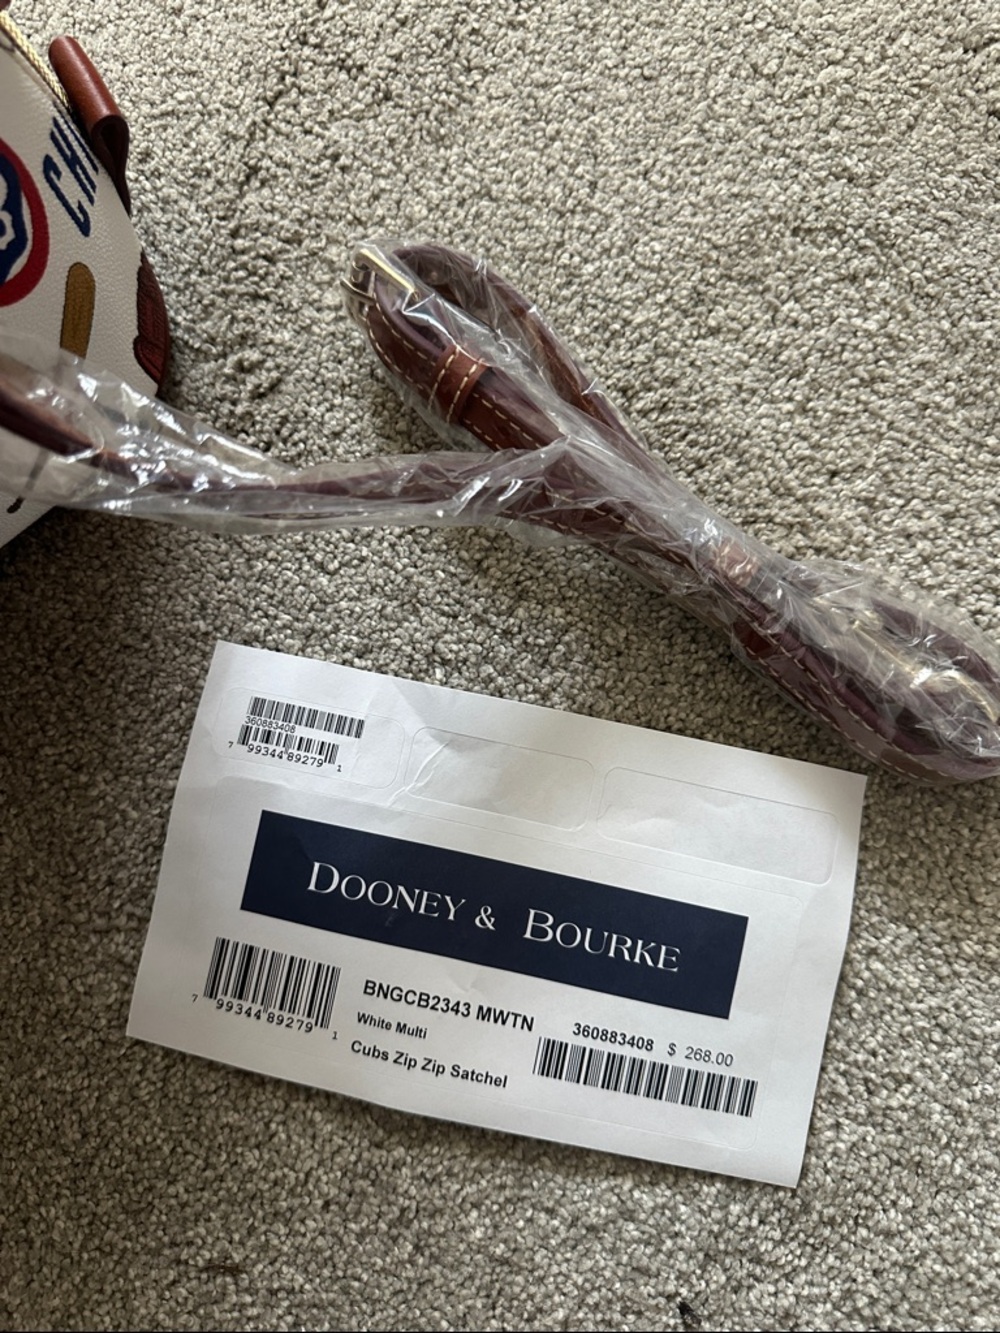 CHI
360883408
7 99344 89279 1
DOONEY & BOURKE
7 99344 89279 1
BNGCB2343 MWTN
White Multi
Cubs Zip Zip Satchel
360883408 $ 268.00